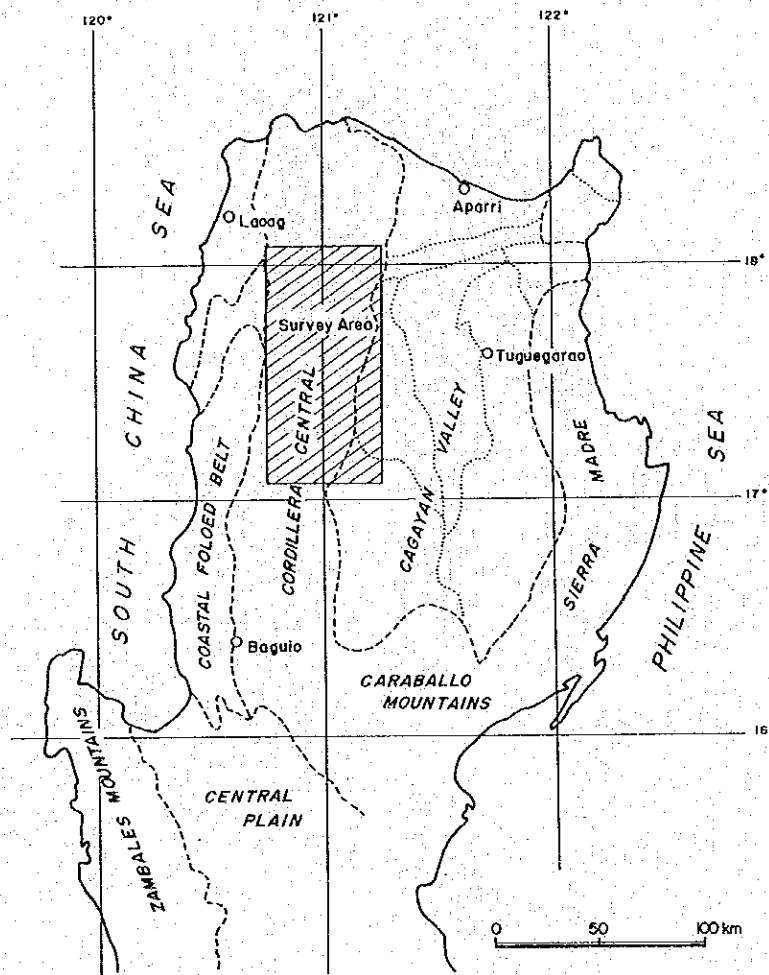 120°
121°
122°
SEA
Laoag
Aparri
18°
Survey Area
Tuguegarao
CHINA
SOUTH
COASTAL FOLOED BELT
CORDILLERA
CENTRAL
CAGAYAN
VALLEY
SIERRA
MADRE
SEA
PHILIPPINE
17°
Baguio
CARABALLO
MOUNTAINS
16
ZAMBALES MOUNTAINS
CENTRAL
PLAIN
0 50 100 km